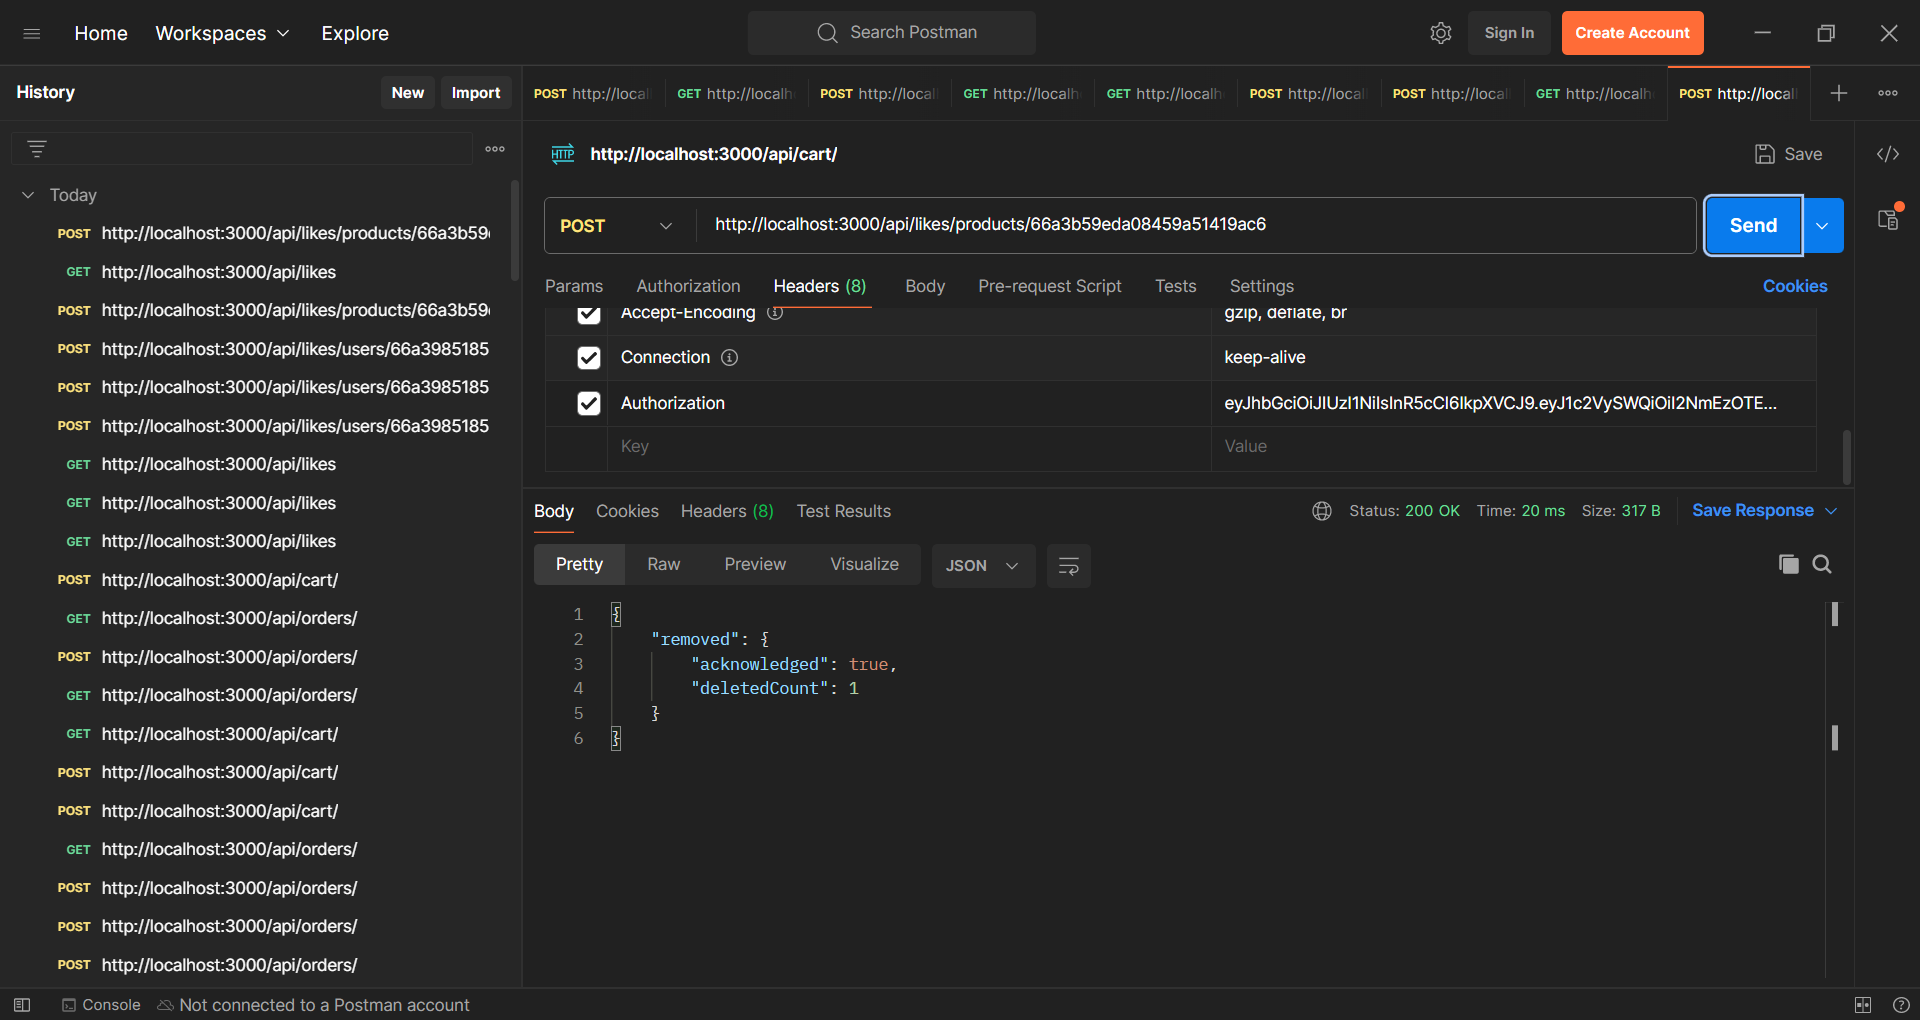 Home Workspaces Explore Search Postman Sign In Create Account
History New Import
POST http://local GET http://localh POST http://local GET http://localh GET http://localh POST http://local POST http://local GET http://localh POST http://local
HTTP http://localhost:3000/api/cart/ Save
POST http://localhost:3000/api/likes/products/66a3b59eda08459a51419ac6 Send
Params Authorization Headers (8) Body Pre-request Script Tests Settings Cookies
Accept-Encoding gzip, deflate, br
Connection keep-alive
Authorization eyJhbGciOiJIUzI1NiIsInR5cCI6IkpXVCJ9.eyJ1c2VySWQiOiI2NmEzOTE...
Key Value
Today
POST http://localhost:3000/api/likes/products/66a3b59
GET http://localhost:3000/api/likes
POST http://localhost:3000/api/likes/products/66a3b59
POST http://localhost:3000/api/likes/users/66a3985185
POST http://localhost:3000/api/likes/users/66a3985185
POST http://localhost:3000/api/likes/users/66a3985185
GET http://localhost:3000/api/likes
GET http://localhost:3000/api/likes
GET http://localhost:3000/api/likes
POST http://localhost:3000/api/cart/
GET http://localhost:3000/api/orders/
POST http://localhost:3000/api/orders/
GET http://localhost:3000/api/orders/
GET http://localhost:3000/api/cart/
POST http://localhost:3000/api/cart/
POST http://localhost:3000/api/cart/
GET http://localhost:3000/api/orders/
POST http://localhost:3000/api/orders/
POST http://localhost:3000/api/orders/
POST http://localhost:3000/api/orders/
Body Cookies Headers (8) Test Results Status: 200 OK Time: 20 ms Size: 317 B Save Response
Pretty Raw Preview Visualize JSON
1 {
2 "removed": {
3 "acknowledged": true,
4 "deletedCount": 1
5 }
6 }
Console Not connected to a Postman account